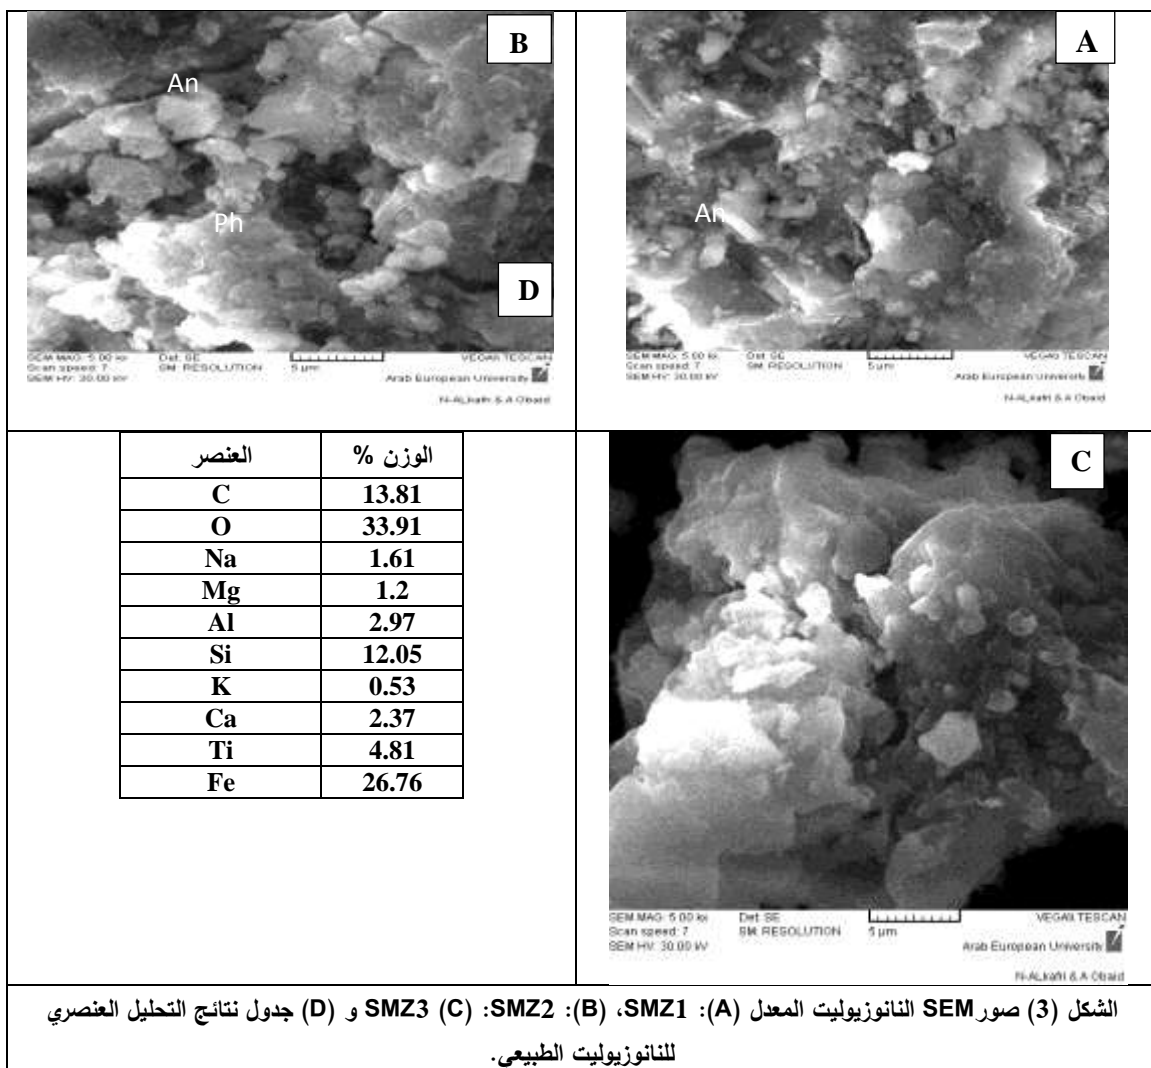 A
An
SEM MAG: 5.00 kx Det: SE VEGA\\ TESCAN
Scan speed: 7 SM: RESOLUTION 5 µm
SEM HV: 30.00 kV Arab European University
N-ALkafri & A Obaid
B
An
Ph
D
SEM MAG: 5.00 kx Det: SE VEGA\\ TESCAN
Scan speed: 7 SM: RESOLUTION 5 µm
SEM HV: 30.00 kV Arab European University
N-ALkafri & A Obaid
C
SEM MAG: 5.00 kx Det: SE VEGA\\ TESCAN
Scan speed: 7 SM: RESOLUTION 5 µm
SEM HV: 30.00 kV Arab European University
N-ALkafri & A Obaid
العنصر الوزن %
C 13.81
O 33.91
Na 1.61
Mg 1.2
Al 2.97
Si 12.05
K 0.53
Ca 2.37
Ti 4.81
Fe 26.76
الشكل (3) صور SEM النانوزيوليت المعدل (A): SMZ1، (B): SMZ2: (C) SMZ3 و (D) جدول نتائج التحليل العنصري
للنانوزيوليت الطبيعي.